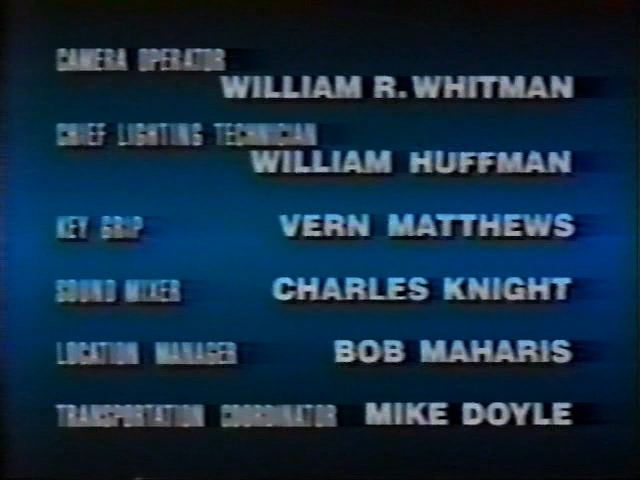 CAMERA OPERATOR
WILLIAM R. WHITMAN
CHIEF LIGHTING TECHNICIAN
WILLIAM HUFFMAN
KEY GRIP VERN MATTHEWS
SOUND MIXER CHARLES KNIGHT
LOCATION MANAGER BOB MAHARIS
TRANSPORTATION COORDINATOR MIKE DOYLE